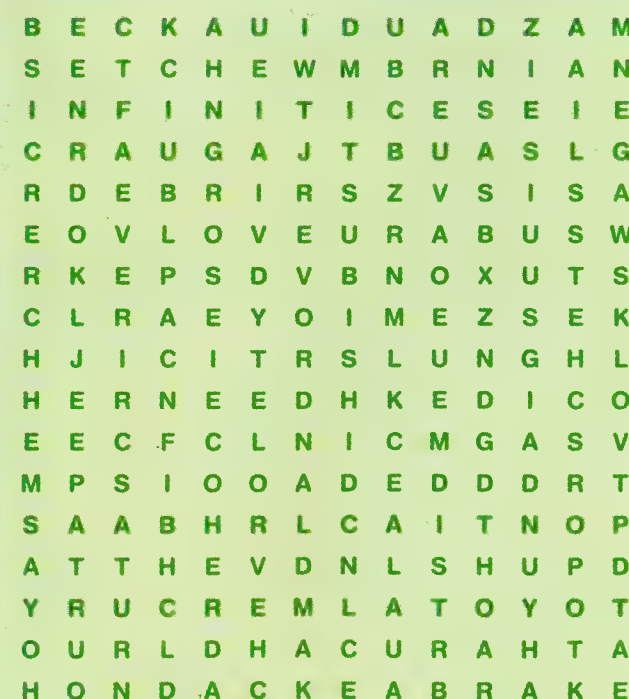 B E C K A U I D U A D Z A M
S E T C H E W M B R N I A N
I N F I N I T I C E S E I E
C R A U G A J T B U A S L G
R D E B R I R S Z V S I S A
E O V L O V E U R A B U S W
R K E P S D V B N O X U T S
C L R A E Y O I M E Z S E K
H J I C I T R S L U N G H L
H E R N E E D H K E D I C O
E E C F C L N I C M G A S V
M P S I O O A D E D D D R T
S A A B H R L C A I T N O P
A T T H E V D N L S H U P D
Y R U C R E M L A T O Y O T
O U R L D H A C U R A H T A
H O N D A C K E A B R A K E